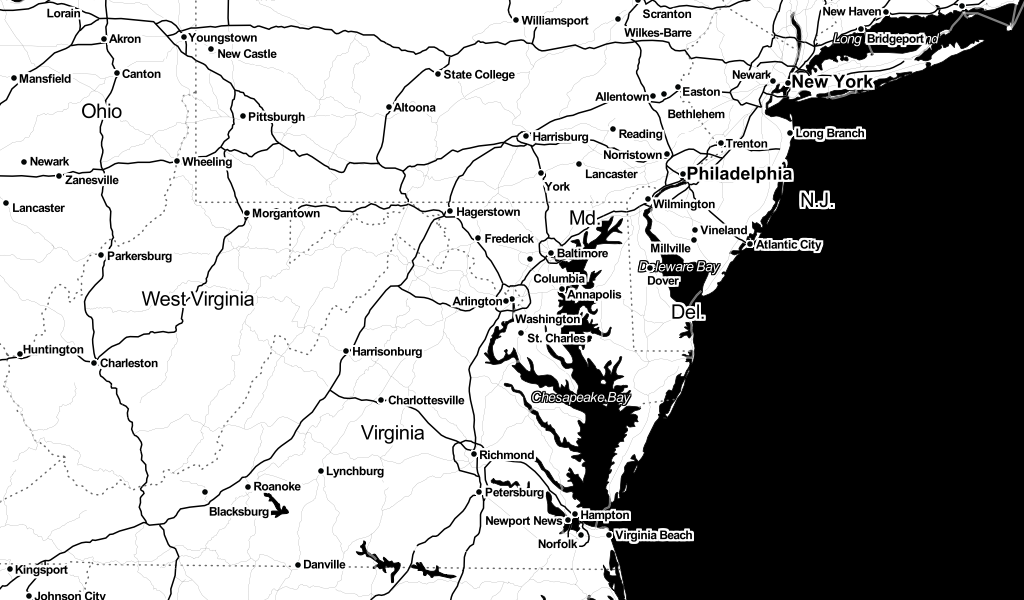 Lorain
Williamsport
Scranton
New Haven
Akron
Youngstown
Wilkes-Barre
Long
Bridgeport
nd
New Castle
Mansfield
Canton
State College
Newark
New York
Ohio
Altoona
Allentown
Easton
Pittsburgh
Bethlehem
Harrisburg
Reading
Long Branch
Newark
Wheeling
Norristown
Trenton
Zanesville
York
Lancaster
Philadelphia
Lancaster
Morgantown
Hagerstown
Md.
Wilmington
N.J.
Frederick
Vineland
Parkersburg
Baltimore
Millville
Atlantic City
Delaware Bay
West Virginia
Columbia
Dover
Arlington
Annapolis
Washington
Del.
St. Charles
Huntington
Harrisonburg
Charleston
Charlottesville
Chesapeake Bay
Virginia
Richmond
Lynchburg
Roanoke
Petersburg
Blacksburg
Newport News
Hampton
Norfolk
Virginia Beach
Kingsport
Danville
Johnson City